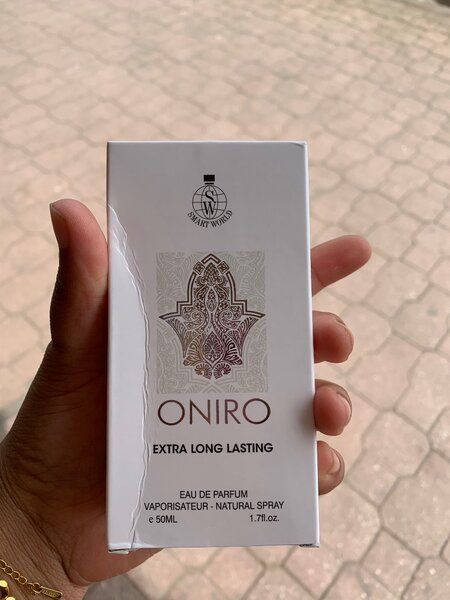 SW
SMART WORLD
ONIRO
EXTRA LONG LASTING
EAU DE PARFUM
VAPORISATEUR - NATURAL SPRAY
e 50ML 1.7fl.oz.